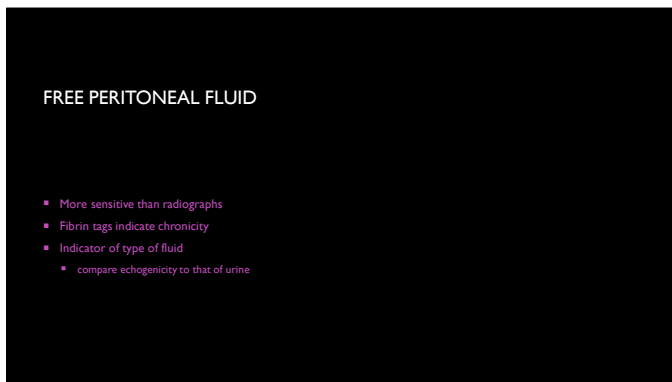 FREE PERITONEAL FLUID
▪ More sensitive than radiographs
▪ Fibrin tags indicate chronicity
▪ Indicator of type of fluid
▪ compare echogenicity to that of urine